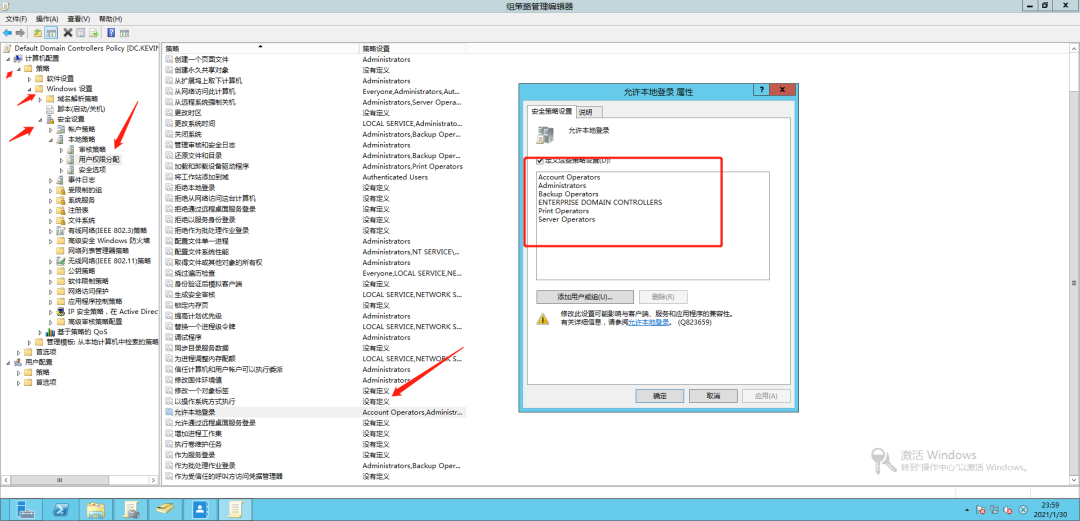 组策略管理编辑器
文件(F) 操作(A) 查看(V) 帮助(H)
Default Domain Controllers Policy [DC.KEVIN
计算机配置
策略
软件设置
Windows 设置
域名解析策略
脚本(启动/关机)
安全设置
帐户策略
本地策略
审核策略
用户权限分配
安全选项
事件日志
受限制的组
系统服务
注册表
文件系统
有线网络(IEEE 802.3)策略
高级安全 Windows 防火墙
网络列表管理器策略
无线网络(IEEE 802.11)策略
公钥策略
软件限制策略
网络访问保护
应用程序控制策略
IP 安全策略，在 Active Direc
高级审核策略配置
基于策略的 QoS
管理模板: 从本地计算机中检索的策略
首选项
用户配置
策略
首选项
策略 策略设置
创建一个页面文件 Administrators
创建永久共享对象 没有定义
从扩展坞上取下计算机 Administrators
从网络访问此计算机 Everyone,Administrators,Aut...
从远程系统强制关机 Administrators,Server Opera...
更改时区 没有定义
更改系统时间 LOCAL SERVICE,Administrato...
关闭系统 Administrators,Backup Oper...
管理审核和安全日志 Administrators
还原文件和目录 Administrators,Backup Oper...
加载和卸载设备驱动程序 Administrators,Print Operators
将工作站添加到域 Authenticated Users
拒绝本地登录 没有定义
拒绝从网络访问这台计算机 没有定义
拒绝通过远程桌面服务登录 没有定义
拒绝以服务身份登录 没有定义
拒绝作为批处理作业登录 没有定义
配置文件单一进程 Administrators
配置文件系统性能 Administrators,NT SERVICE\...
取得文件或其他对象的所有权 Administrators
绕过遍历检查 Everyone,LOCAL SERVICE,NE...
身份验证后模拟客户端 没有定义
生成安全审核 LOCAL SERVICE,NETWORK S...
锁定内存页 没有定义
提高计划优先级 Administrators
替换一个进程级令牌 LOCAL SERVICE,NETWORK S...
调试程序 Administrators
同步目录服务数据 没有定义
为进程调整内存配额 LOCAL SERVICE,NETWORK S...
信任计算机和用户帐户可以执行委派 Administrators
修改固件环境值 Administrators
修改一个对象标签 没有定义
以操作系统方式执行 没有定义
允许本地登录 Account Operators,Administr...
允许通过远程桌面服务登录 没有定义
增加进程工作集 没有定义
执行卷维护任务 没有定义
作为服务登录 没有定义
作为批处理作业登录 Administrators,Backup Oper...
作为受信任的呼叫方访问凭据管理器 没有定义
允许本地登录 属性
安全策略设置 说明
允许本地登录
定义这些策略设置(D):
Account Operators
Administrators
Backup Operators
ENTERPRISE DOMAIN CONTROLLERS
Print Operators
Server Operators
添加用户或组(U)... 删除(R)
修改此设置可能影响与客户端、服务和应用程序的兼容性。
有关详细信息，请参阅允许本地登录。 (Q823659)
确定 取消 应用(A)
激活 Windows
转到"操作中心"以激活 Windows。
23:59
2021/1/30